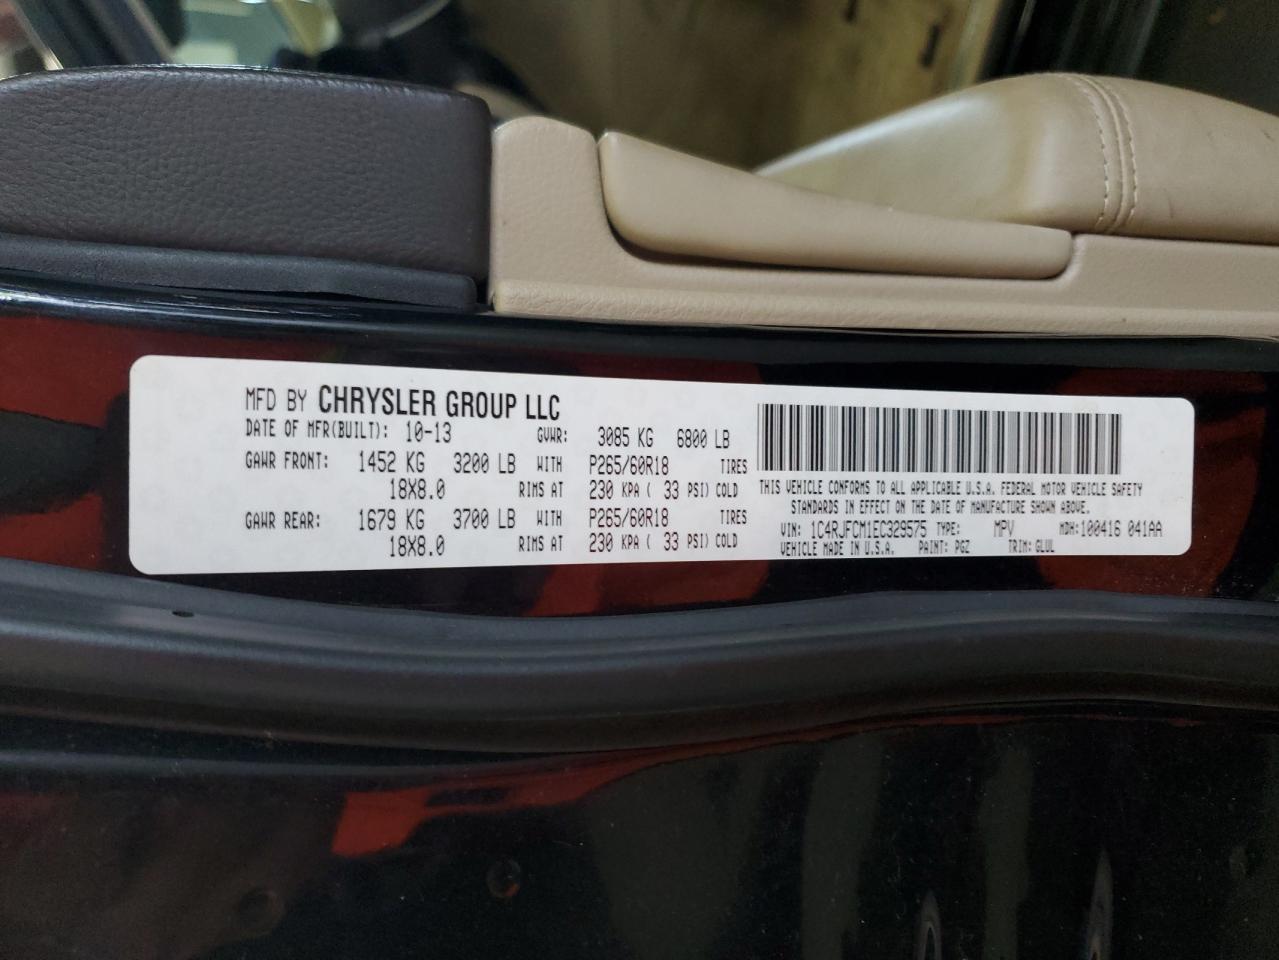 MFD BY CHRYSLER GROUP LLC
DATE OF MFR(BUILT): 10-13 GVWR: 3085 KG 6800 LB
GAWR FRONT: 1452 KG 3200 LB WITH P265/60R18 TIRES
18X8.0 RIMS AT 230 KPA ( 33 PSI) COLD
GAWR REAR: 1679 KG 3700 LB WITH P265/60R18 TIRES
18X8.0 RIMS AT 230 KPA ( 33 PSI) COLD
THIS VEHICLE CONFORMS TO ALL APPLICABLE U.S.A. FEDERAL MOTOR VEHICLE SAFETY
STANDARDS IN EFFECT ON THE DATE OF MANUFACTURE SHOWN ABOVE.
VIN: 1C4RJFCM1EC329575 TYPE: MPV MDH:100416 041AA
VEHICLE MADE IN U.S.A. PAINT: PGZ TRIM: GLUL